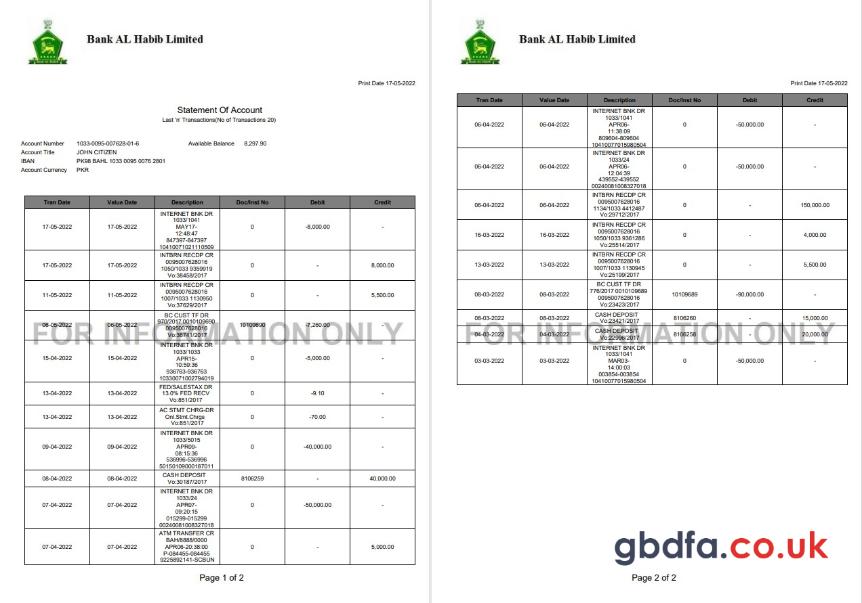 Bank AL Habib Limited
Print Date 17-05-2022
Statement Of Account
Last 'n' Transactions(No of Transactions 20)
Account Number 1033-0095-007628-01-6 Available Balance 8,297.90
Account Title JOHN CITIZEN
IBAN PK98 BAHL 1033 0095 0076 2801
Account Currency PKR
Tran Date Value Date Description Doc/Inst No Debit Credit
INTERNET BNK DR
1033/1041
MAY17-
17-05-2022 17-05-2022 0 -8,000.00 -
12:48:47
847397-847397
10410071021110509
INTBRN RECDP CR
0095007628016
17-05-2022 17-05-2022 0 - 8,000.00
1050/1033 9359919
Vo:38458/2017
INTBRN RECDP CR
0095007628016
11-05-2022 11-05-2022 0 - 5,500.00
1007/1033 1130950
Vo:37629/2017
BC CUST TF DR
970/2017 0010109690
06-05-2022 06-05-2022 0095007628016 10109690 -7,260.00 -
FOR INFORMATION ONLY
INTERNET BNK DR
1033/1033
APR15-
15-04-2022 15-04-2022 0 -5,000.00 -
10:59:36
936763-936763
10330071002794019
FED/SALESTAX DR
13-04-2022 13-04-2022 13.0% FED RECV 0 -9.10 -
Vo:851/2017
AC STMT CHRG-DR
13-04-2022 13-04-2022 Onl.Stmt.Chrgs 0 -70.00 -
Vo:851/2017
INTERNET BNK DR
1033/5015
APR09-
09-04-2022 09-04-2022 0 -40,000.00 -
08:15:36
536996-536996
50150109000187011
CASH DEPOSIT
08-04-2022 08-04-2022 8106259 - 40,000.00
Vo:30187/2017
INTERNET BNK DR
1033/24
APR07-
07-04-2022 07-04-2022 0 -50,000.00 -
09:20:15
015299-015299
00240081008327018
ATM TRANSFER CR
BAH/8888/0000
07-04-2022 07-04-2022 APR06-20:38:00 0 - 5,000.00
P-084455-084455
9226892141-SCBUN
Page 1 of 2
Bank AL Habib Limited
Print Date 17-05-2022
Tran Date Value Date Description Doc/Inst No Debit Credit
INTERNET BNK DR
1033/1041
APR06-
06-04-2022 06-04-2022 0 -50,000.00 -
11:38:09
809604-809604
10410077015980504
INTERNET BNK DR
1033/24
APR06-
06-04-2022 06-04-2022 0 -50,000.00 -
12:04:39
439552-439552
00240081008327018
INTBRN RECDP CR
0095007628016
06-04-2022 06-04-2022 0 - 150,000.00
1134/1033 4412487
Vo:29712/2017
INTBRN RECDP CR
0095007628016
16-03-2022 16-03-2022 0 - 4,000.00
1050/1033 9361286
Vo:25514/2017
INTBRN RECDP CR
0095007628016
13-03-2022 13-03-2022 0 - 5,500.00
1007/1033 1130945
Vo:25199/2017
BC CUST TF DR
776/2017 0010109689
08-03-2022 08-03-2022 10109689 -90,000.00 -
0095007628016
Vo:23423/2017
CASH DEPOSIT
08-03-2022 08-03-2022 8106260 - 15,000.00
Vo:23421/2017
CASH DEPOSIT
04-03-2022 04-03-2022 8106258 - 20,000.00
Vo:22996/2017
FOR INFORMATION ONLY
INTERNET BNK DR
1033/1041
MAR03-
03-03-2022 03-03-2022 0 -50,000.00 -
14:00:03
003854-003854
10410077015980504
gbdfa.co.uk
Page 2 of 2